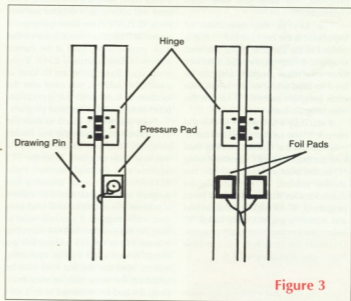 Hinge
Drawing Pin
Pressure Pad
Foil Pads
Figure 3